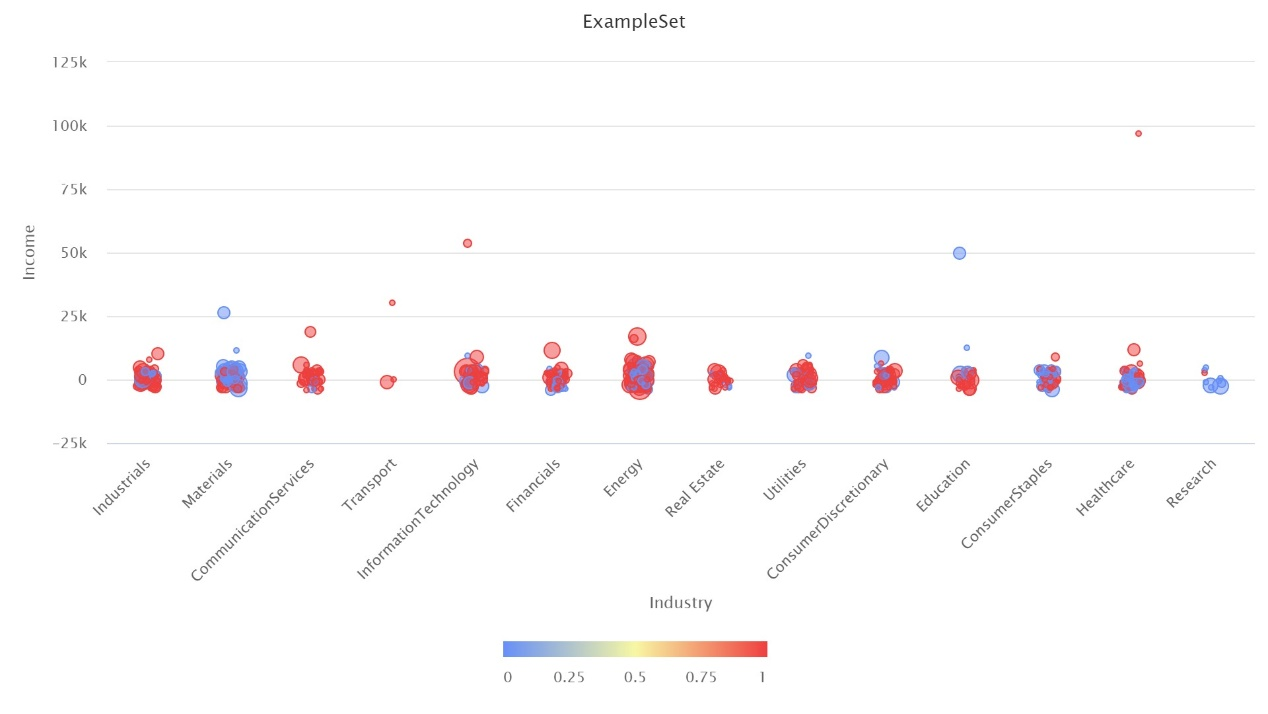 ExampleSet
125k
100k
75k
50k
25k
0
-25k
Income
Industrials
Materials
CommunicationServices
Transport
InformationTechnology
Financials
Energy
Real Estate
Utilities
ConsumerDiscretionary
Education
ConsumerStaples
Healthcare
Research
Industry
0 0.25 0.5 0.75 1